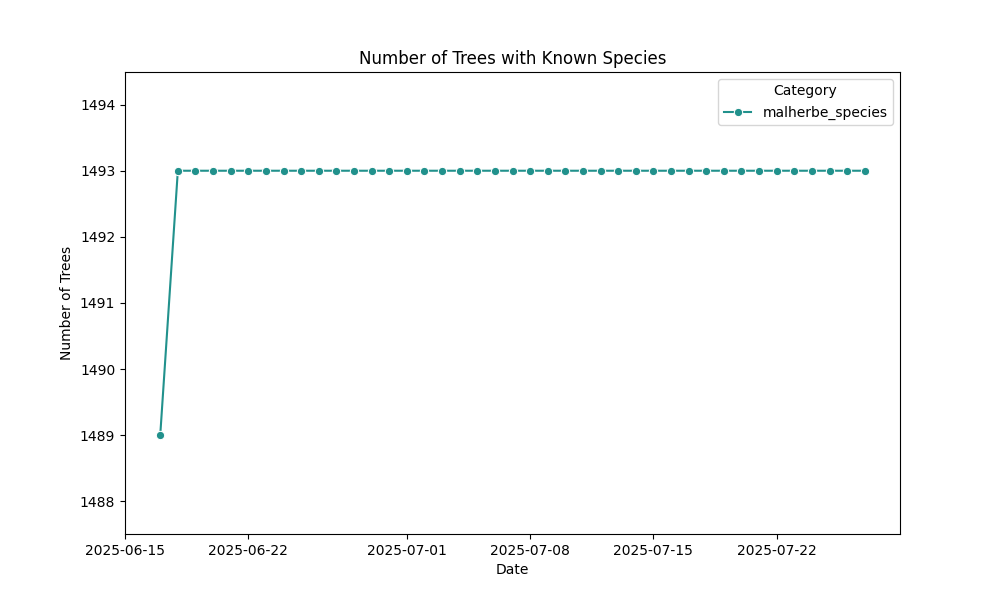 Number of Trees with Known Species
Category
malherbe_species
1494
1493
1492
1491
1490
1489
1488
Number of Trees
2025-06-15
2025-06-22
2025-07-01
2025-07-08
2025-07-15
2025-07-22
Date